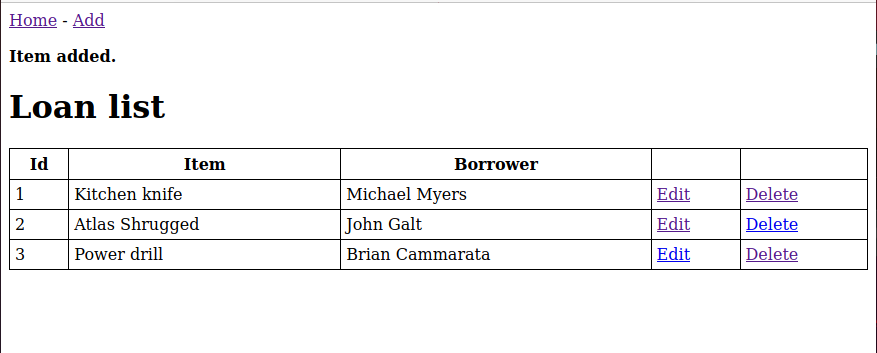 Home - Add
Item added.
Loan list
Id Item Borrower
1 Kitchen knife Michael Myers Edit Delete
2 Atlas Shrugged John Galt Edit Delete
3 Power drill Brian Cammarata Edit Delete